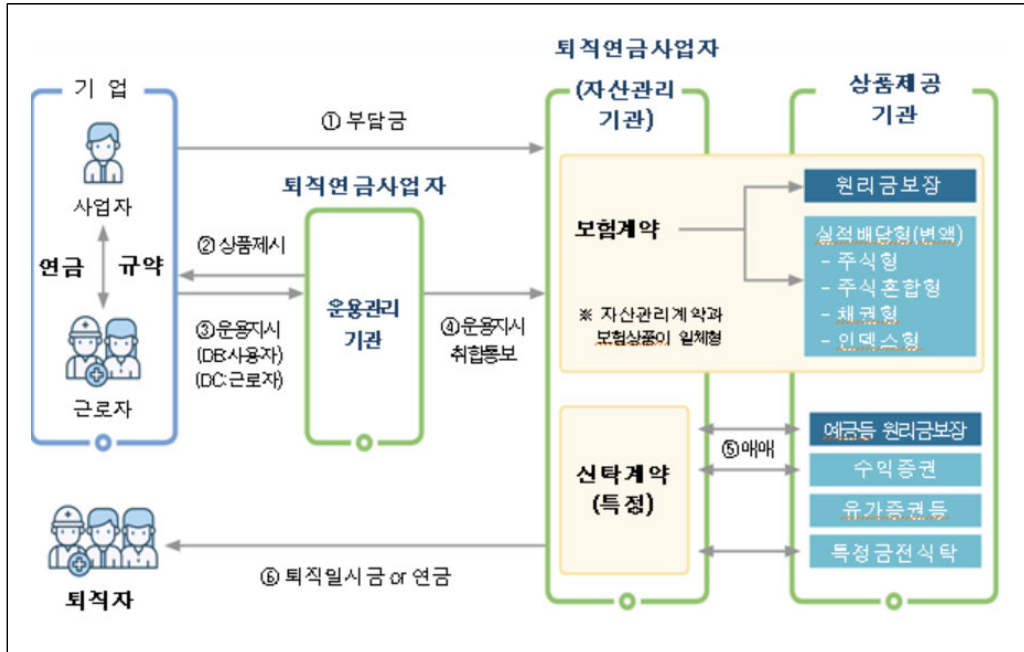 기 업
사업자
연금
규약
근로자
① 부담금
퇴직연금사업자
② 상품제시
③ 운용지시
(DB:사용자)
(DC:근로자)
운용관리
기관
④ 운용지시
취합통보
퇴직연금사업자
(자산관리
기관)
보험계약
※ 자산관리계약과
보험상품이 일체형
신탁계약
(특정)
상품제공
기관
원리금보장
실적배당형(변액)
- 주식형
- 주식혼합형
- 채권형
- 인덱스형
⑤매매
예금등 원리금보장
수익증권
유가증권등
특정금전식탁
⑥ 퇴직일시금 or 연금
퇴직자